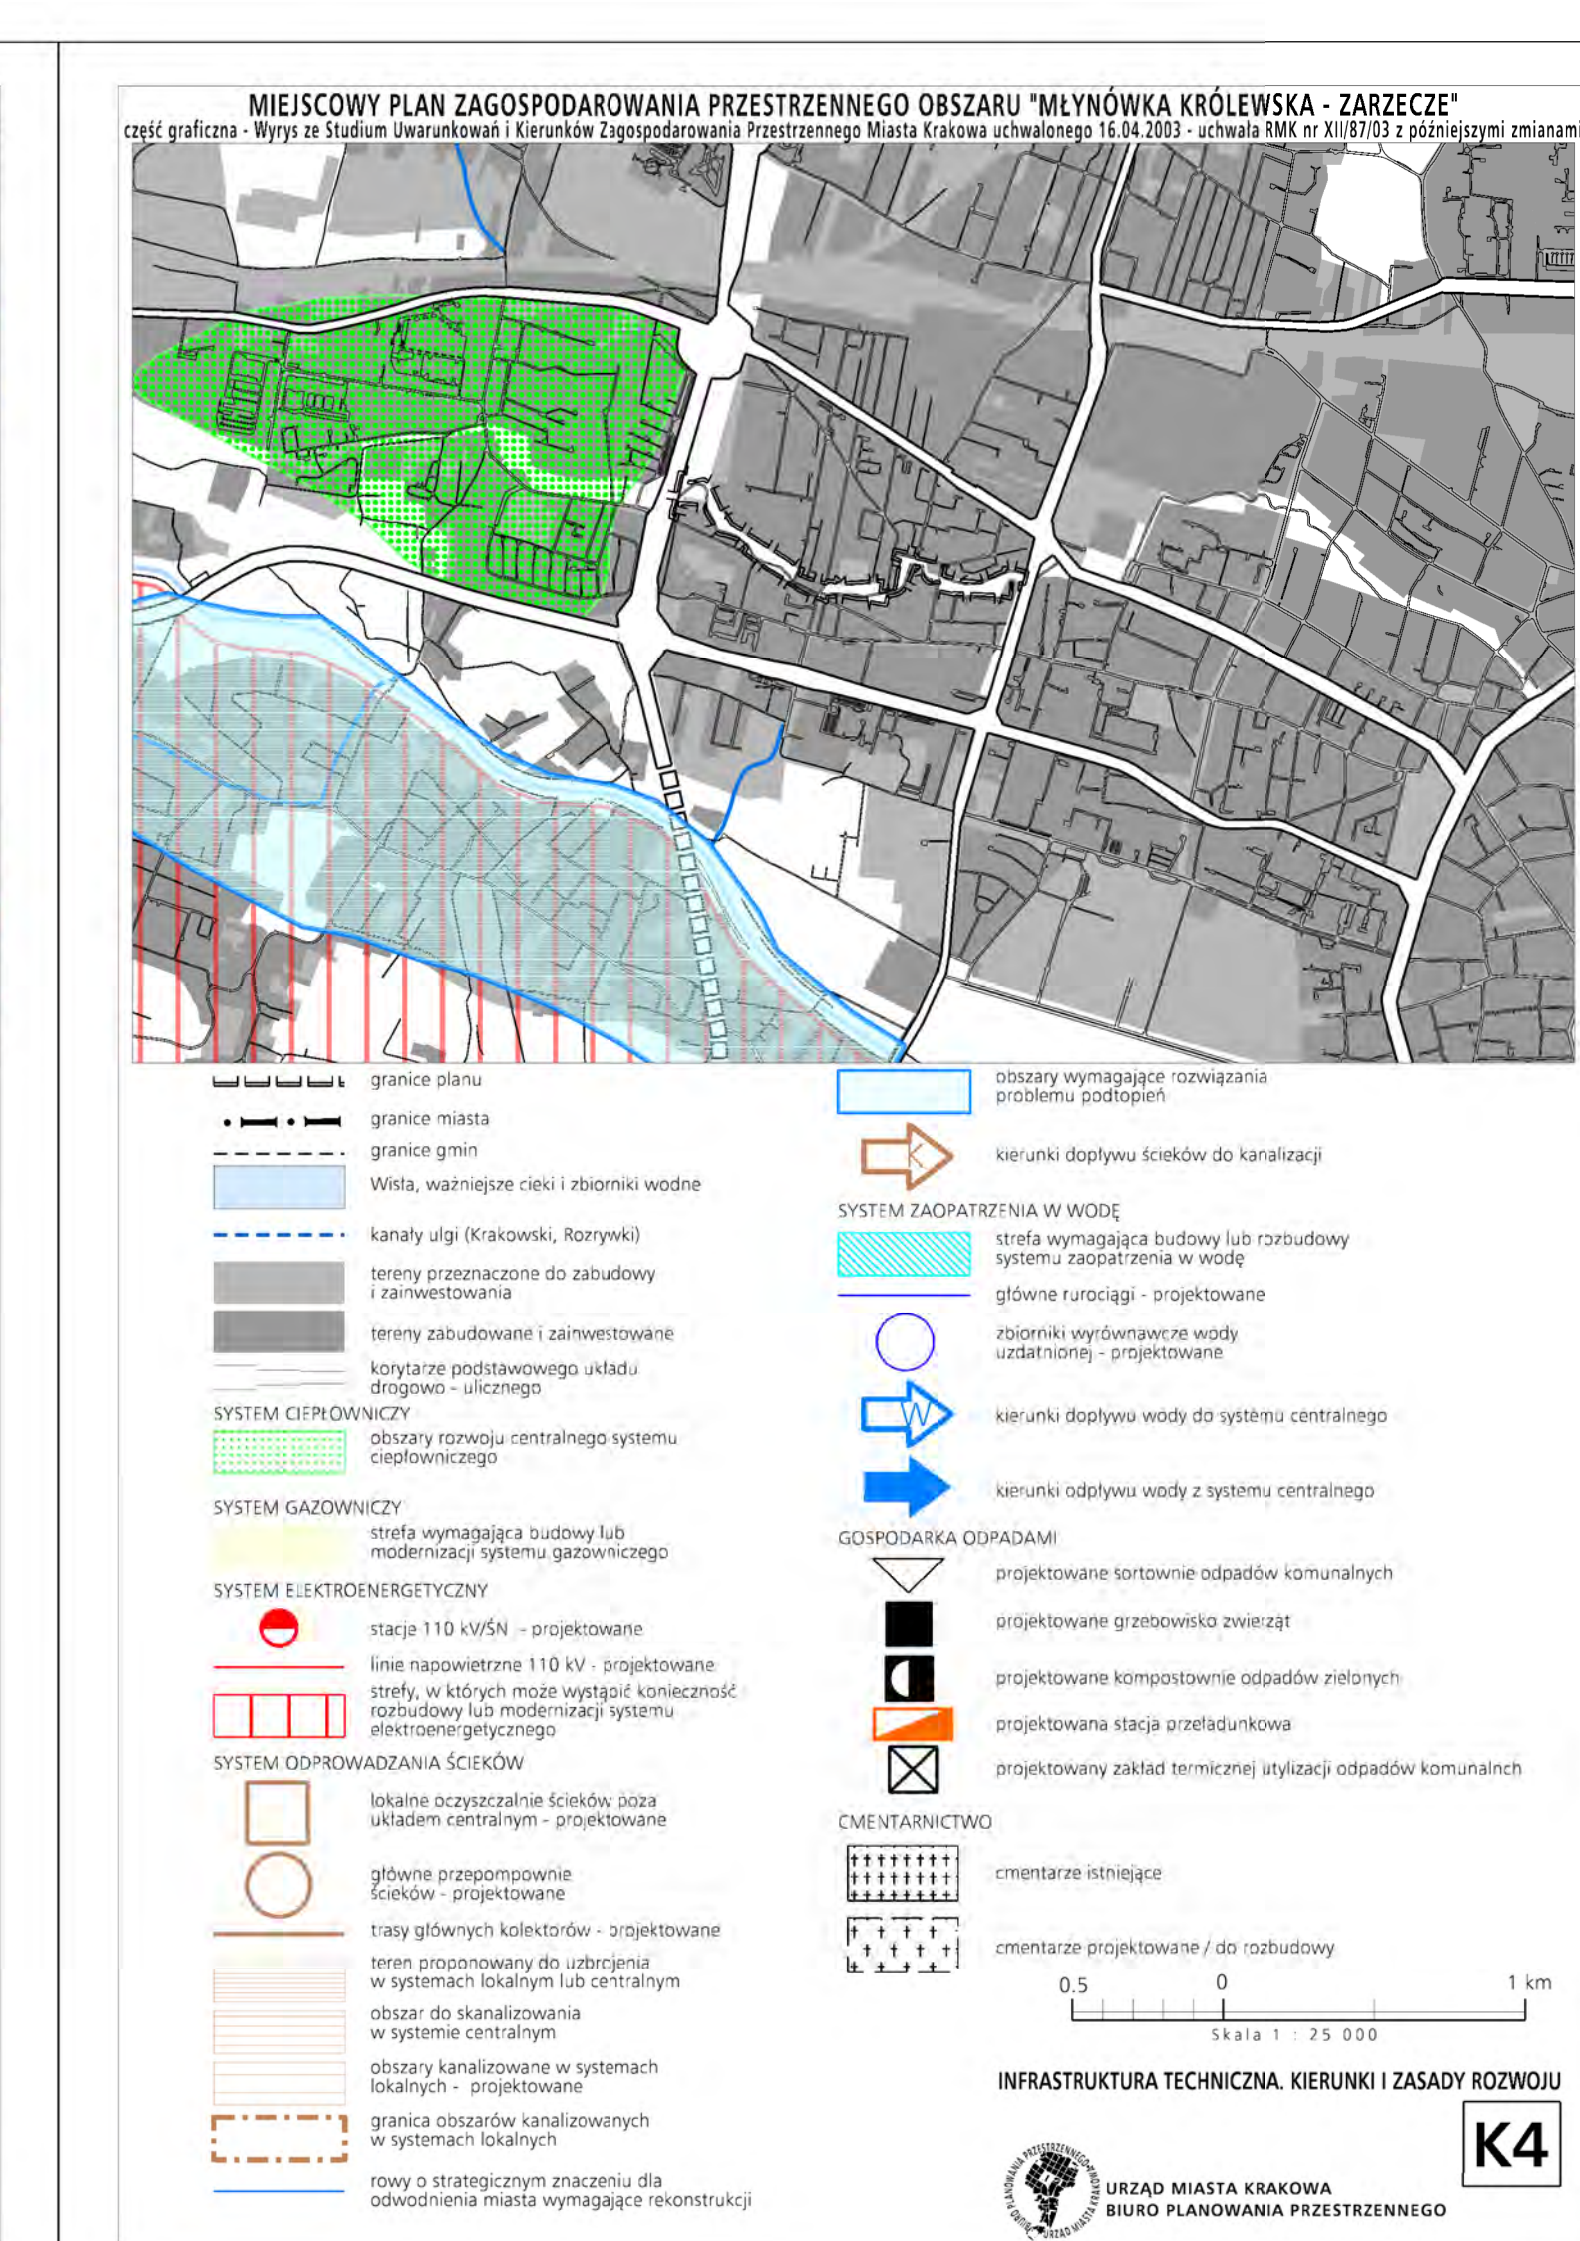 MIEJSCOWY PLAN ZAGOSPODAROWANIA PRZESTRZENNEGO OBSZARU "MŁYNÓWKA KRÓLEWSKA - ZARZECZE"
część graficzna - Wyrys ze Studium Uwarunkowań i Kierunków Zagospodarowania Przestrzennego Miasta Krakowa uchwalonego 16.04.2003 - uchwała RMK nr XII/87/03 z późniejszymi zmianami
granice planu
granice miasta
granice gmin
Wisła, ważniejsze cieki i zbiorniki wodne
kanały ulgi (Krakowski, Rozrywki)
tereny przeznaczone do zabudowy
i zainwestowania
tereny zabudowane i zainwestowane
korytarze podstawowego układu
drogowo - ulicznego
SYSTEM CIEPŁOWNICZY
obszary rozwoju centralnego systemu
ciepłowniczego
SYSTEM GAZOWNICZY
strefa wymagająca budowy lub
modernizacji systemu gazowniczego
SYSTEM ELEKTROENERGETYCZNY
stacje 110 kV/ŚN - projektowane
linie napowietrzne 110 kV - projektowane
strefy, w których może wystąpić konieczność
rozbudowy lub modernizacji systemu
elektroenergetycznego
SYSTEM ODPROWADZANIA ŚCIEKÓW
lokalne oczyszczalnie ścieków poza
układem centralnym - projektowane
główne przepompownie
ścieków - projektowane
trasy głównych kolektorów - projektowane
teren proponowany do uzbrojenia
w systemach lokalnym lub centralnym
obszar do skanalizowania
w systemie centralnym
obszary kanalizowane w systemach
lokalnych - projektowane
granica obszarów kanalizowanych
w systemach lokalnych
rowy o strategicznym znaczeniu dla
odwodnienia miasta wymagające rekonstrukcji
obszary wymagające rozwiązania
problemu podtopień
K
kierunki dopływu ścieków do kanalizacji
SYSTEM ZAOPATRZENIA W WODĘ
strefa wymagająca budowy lub rozbudowy
systemu zaopatrzenia w wodę
główne rurociągi - projektowane
zbiorniki wyrównawcze wody
uzdatnionej - projektowane
W
kierunki dopływu wody do systemu centralnego
kierunki odpływu wody z systemu centralnego
GOSPODARKA ODPADAMI
projektowane sortownie odpadów komunalnych
projektowane grzebowisko zwierząt
projektowane kompostownie odpadów zielonych
projektowana stacja przeładunkowa
projektowany zakład termicznej utylizacji odpadów komunalnch
CMENTARNICTWO
cmentarze istniejące
cmentarze projektowane / do rozbudowy
0.5 0 1 km
Skala 1 : 25 000
INFRASTRUKTURA TECHNICZNA. KIERUNKI I ZASADY ROZWOJU
K4
BIURO PLANOWANIA PRZESTRZENNEGO URZĄD MIASTA KRAKOWA
URZĄD MIASTA KRAKOWA
BIURO PLANOWANIA PRZESTRZENNEGO